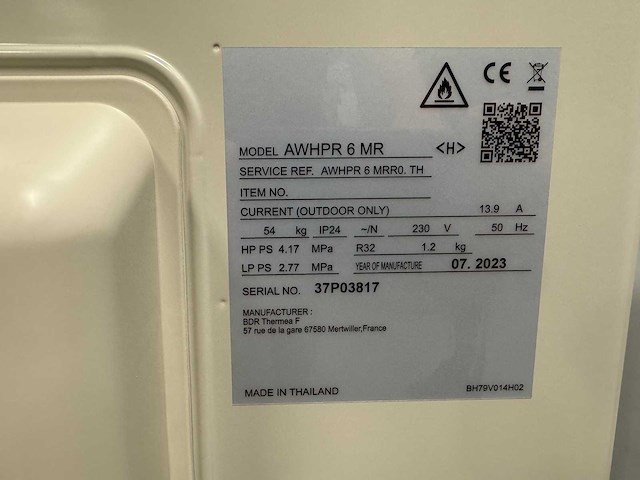 CE
MODEL AWHPR 6 MR <H>
SERVICE REF. AWHPR 6 MRR0. TH
ITEM NO.
CURRENT (OUTDOOR ONLY) 13.9 A
54 kg IP24 ~/N 230 V 50 Hz
HP PS 4.17 MPa R32 1.2 kg
LP PS 2.77 MPa YEAR OF MANUFACTURE 07. 2023
SERIAL NO. 37P03817
MANUFACTURER :
BDR Thermea F
57 rue de la gare 67580 Mertwiller,France
MADE IN THAILAND BH79V014H02